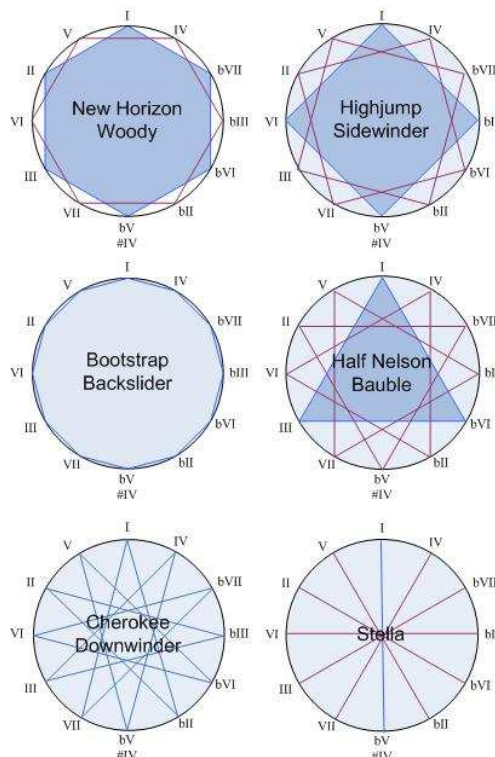 I
V IV
II bVII
New Horizon
Woody
VI bIII
III bVI
VII bII
bV
#IV
I
V IV
II bVII
Highjump
Sidewinder
VI
III bVI
VII bII
bV
#IV
I
V IV
II bVII
Bootstrap
Backslider
VI bIII
III bVI
VII bII
bV
#IV
I
V IV
II bVII
Half Nelson
Bauble
VI
III bVI
VII bII
bV
#IV
I
V IV
II bVII
Cherokee
Downwinder
VI bIII
III bVI
VII bII
bV
#IV
I
V IV
II
Stella
VI
III bVI
VII bII
bV
#IV